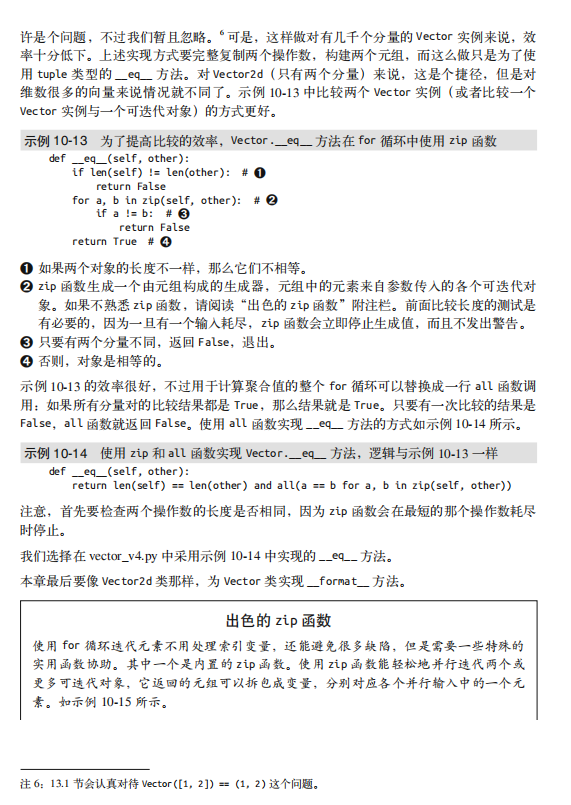 许是个问题，不过我们暂且忽略。6 可是，这样做对有几千个分量的 Vector 实例来说，效
率十分低下。上述实现方式要完整复制两个操作数，构建两个元组，而这么做只是为了使
用 tuple 类型的 __eq__ 方法。对 Vector2d（只有两个分量）来说，这是个捷径，但是对
维数很多的向量来说情况就不同了。示例 10-13 中比较两个 Vector 实例（或者比较一个
Vector 实例与一个可迭代对象）的方式更好。
示例 10-13 为了提高比较的效率，Vector.__eq__ 方法在 for 循环中使用 zip 函数
def __eq__(self, other):
    if len(self) != len(other):  # ❶
        return False
    for a, b in zip(self, other):  # ❷
        if a != b:  # ❸
            return False
    return True  # ❹
❶ 如果两个对象的长度不一样，那么它们不相等。
❷ zip 函数生成一个由元组构成的生成器，元组中的元素来自参数传入的各个可迭代对
象。如果不熟悉 zip 函数，请阅读“出色的 zip 函数”附注栏。前面比较长度的测试是
有必要的，因为一旦有一个输入耗尽，zip 函数会立即停止生成值，而且不发出警告。
❸ 只要有两个分量不同，返回 False，退出。
❹ 否则，对象是相等的。
示例 10-13 的效率很好，不过用于计算聚合值的整个 for 循环可以替换成一行 all 函数调
用：如果所有分量对的比较结果都是 True，那么结果就是 True。只要有一次比较的结果是
False，all 函数就返回 False。使用 all 函数实现 __eq__ 方法的方式如示例 10-14 所示。
示例 10-14 使用 zip 和 all 函数实现 Vector.__eq__ 方法，逻辑与示例 10-13 一样
def __eq__(self, other):
    return len(self) == len(other) and all(a == b for a, b in zip(self, other))
注意，首先要检查两个操作数的长度是否相同，因为 zip 函数会在最短的那个操作数耗尽
时停止。
我们选择在 vector_v4.py 中采用示例 10-14 中实现的 __eq__ 方法。
本章最后要像 Vector2d 类那样，为 Vector 类实现 __format__ 方法。
出色的 zip 函数
使用 for 循环迭代元素不用处理索引变量，还能避免很多缺陷，但是需要一些特殊的
实用函数协助。其中一个是内置的 zip 函数。使用 zip 函数能轻松地并行迭代两个或
更多可迭代对象，它返回的元组可以拆包成变量，分别对应各个并行输入中的一个元
素。如示例 10-15 所示。
注 6：13.1 节会认真对待 Vector([1, 2]) == (1, 2) 这个问题。